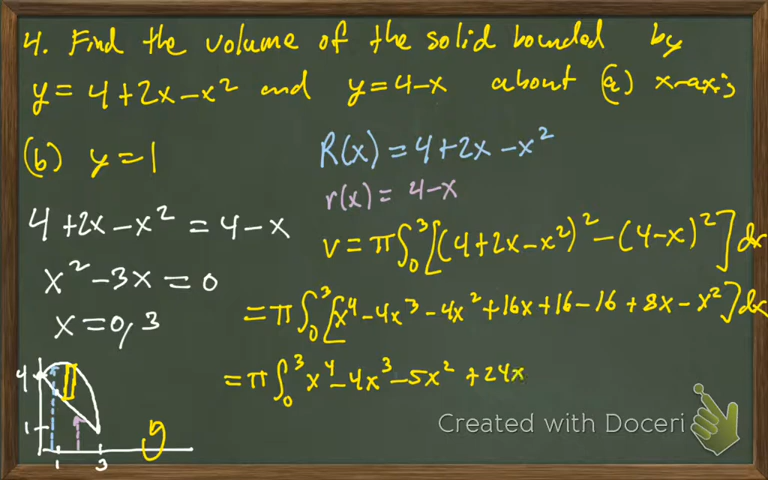 4. Find the volume of the solid bounded by
y = 4+2x-x² and y=4-x about (a) x-axis
(b) y=1
R(x) = 4+2x-x²
r(x) = 4-x
4+2x-x² = 4-x
x²-3x=0
x=0,3
v = π∫₀³[(4+2x-x²)²-(4-x)²]dx
= π∫₀³[x⁴-4x³-4x²+16x+16-16+8x-x²]dx
= π∫₀³ x⁴-4x³-5x²+24x
4
1
1 3
Created with Doceri